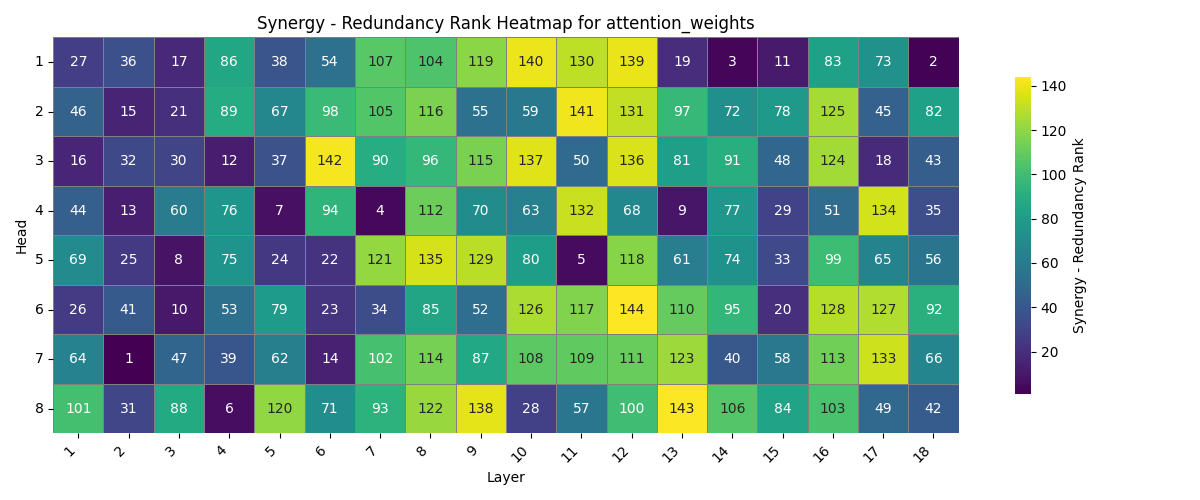 Synergy - Redundancy Rank Heatmap for attention_weights
1 27 36 17 86 38 54 107 104 119 140 130 139 19 3 11 83 73 2
2 46 15 21 89 67 98 105 116 55 59 141 131 97 72 78 125 45 82
3 16 32 30 12 37 142 90 96 115 137 50 136 81 91 48 124 18 43
4 44 13 60 76 7 94 4 112 70 63 132 68 9 77 29 51 134 35
5 69 25 8 75 24 22 121 135 129 80 5 118 61 74 33 99 65 56
6 26 41 10 53 79 23 34 85 52 126 117 144 110 95 20 128 127 92
7 64 1 47 39 62 14 102 114 87 108 109 111 123 40 58 113 133 66
8 101 31 88 6 120 71 93 122 138 28 57 100 143 106 84 103 49 42
1 2 3 4 5 6 7 8 9 10 11 12 13 14 15 16 17 18
Layer
Head
140
120
100
80
60
40
20
Synergy - Redundancy Rank